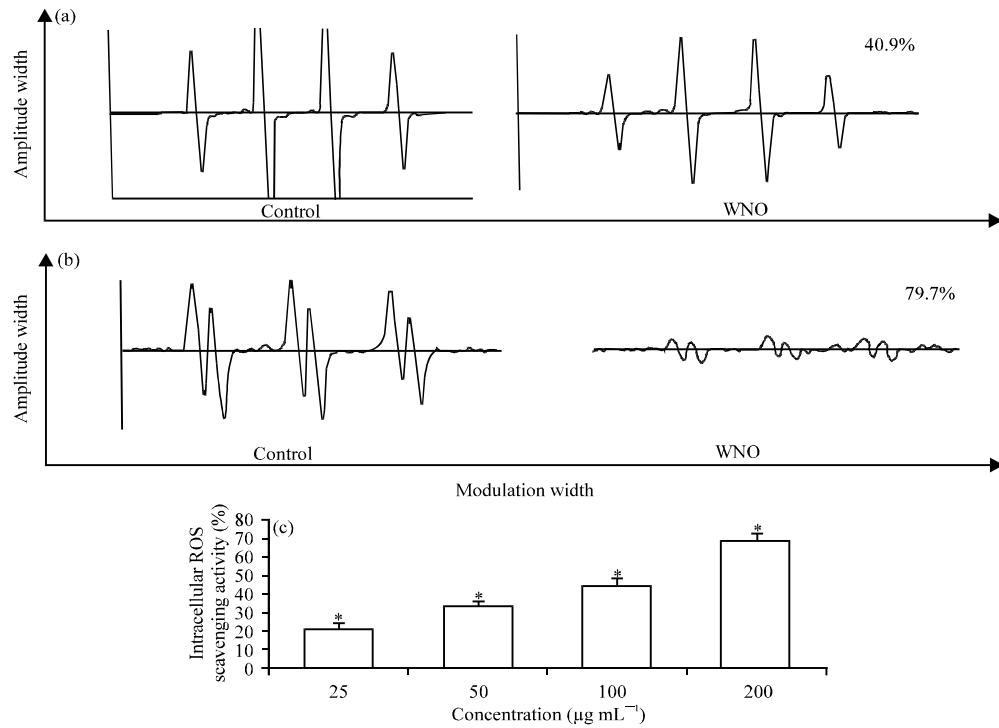 (a)
40.9%
Amplitude width
Control
WNO
(b)
79.7%
Amplitude width
Control
WNO
Modulation width
(c)
Intracellular ROS
scavenging activity (%)
80
70
60
50
40
30
20
10
0
*
*
*
*
25 50 100 200
Concentration (µg mL⁻¹)